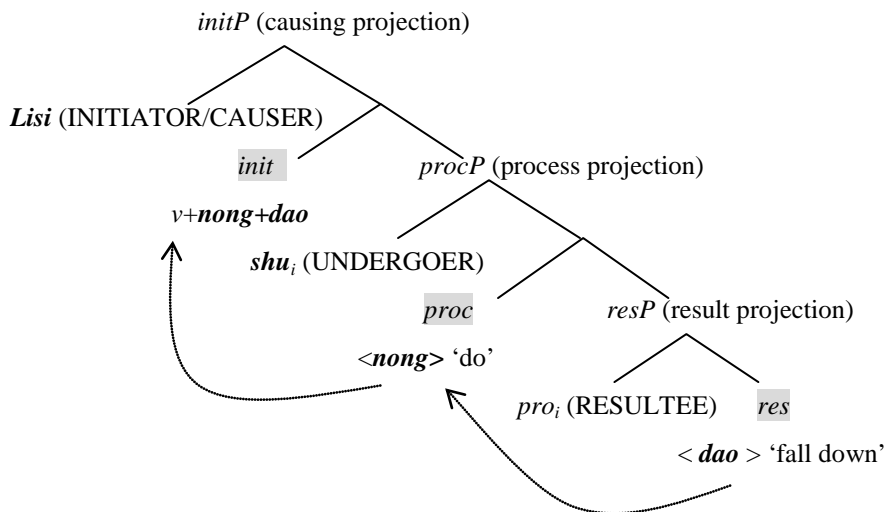 initP (causing projection)
Lisi (INITIATOR/CAUSER)
init procP (process projection)
v+nong+dao
shui (UNDERGOER)
proc resP (result projection)
<nong> ‘do’
proi (RESULTEE) res
< dao > ‘fall down’